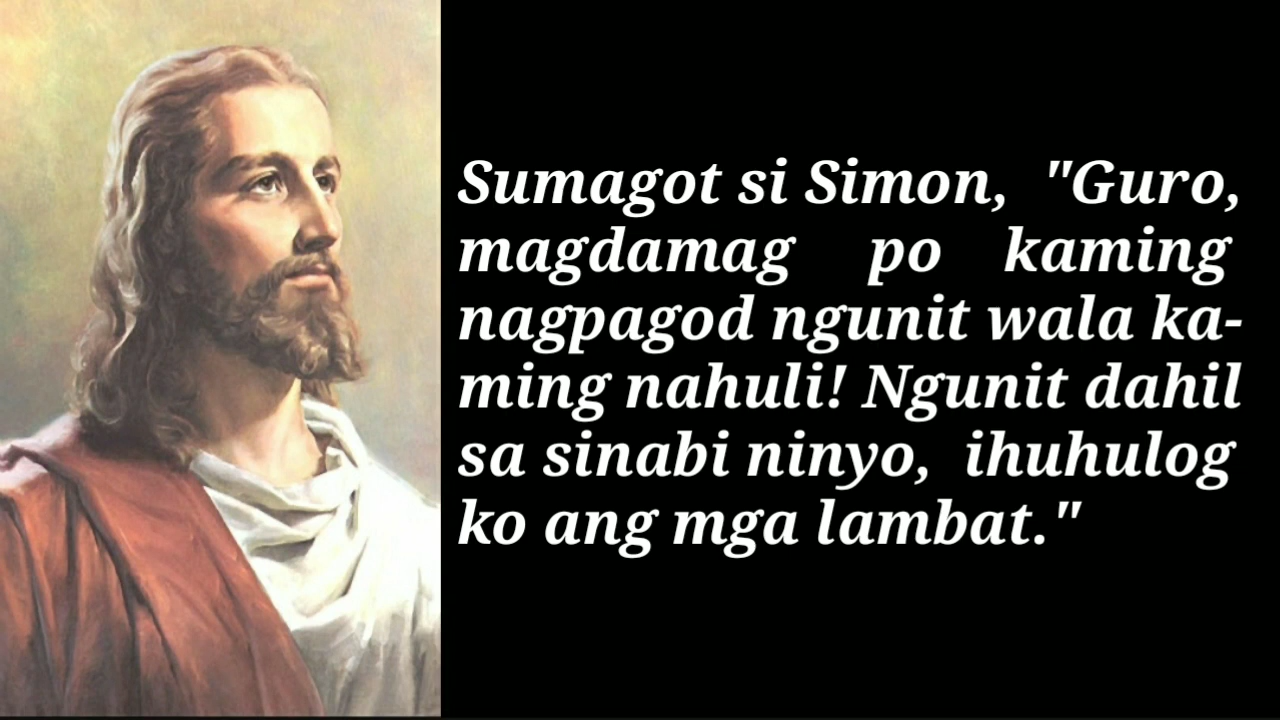 Sumagot si Simon, "Guro,
magdamag po kaming
nagpagod ngunit wala ka-
ming nahuli! Ngunit dahil
sa sinabi ninyo, ihuhulog
ko ang mga lambat."